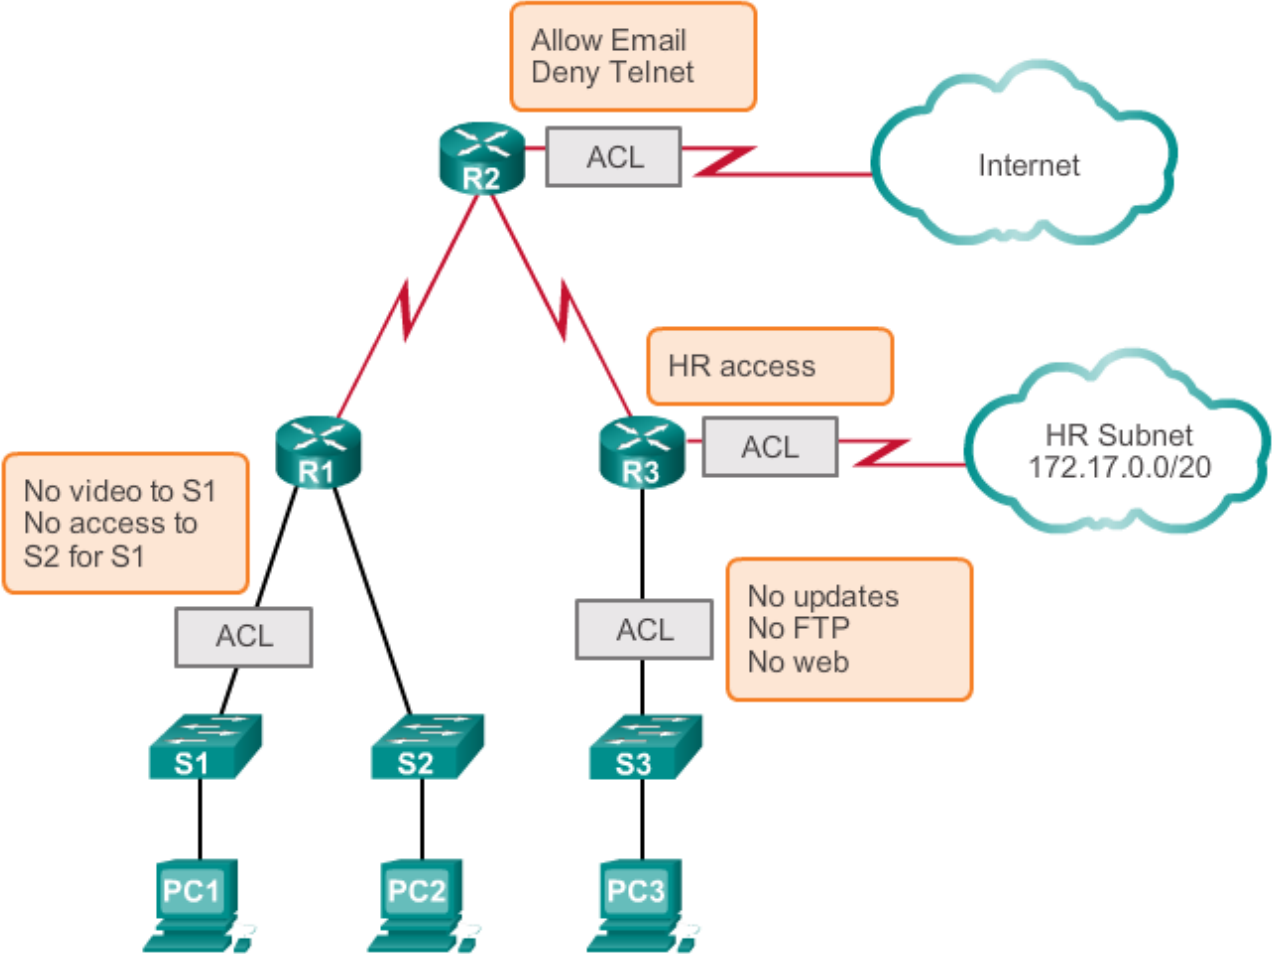 Allow Email
Deny Telnet
ACL
R2
Internet
HR access
ACL
HR Subnet
172.17.0.0/20
R1
R3
No video to S1
No access to
S2 for S1
ACL
ACL
No updates
No FTP
No web
S1
S2
S3
PC1
PC2
PC3